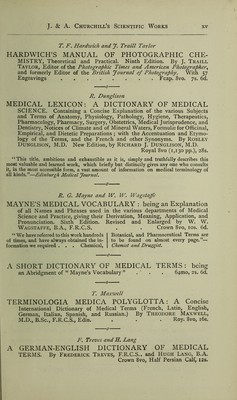 J. & A. CHURCHILL'S SCIENTIFIC WORKS xv
T. F. Hardwich and J. Traill Taylor
HARDWICH'S MANUAL OF PHOTOGRAPHIC CHE-
MISTRY, Theoretical and Practical. Ninth Edition. By J. TRAILL
TAYLOR, Editor of the Photographic Times and American Photographer,
and formerly Editor of the British Journal of Photography. With 57
Engravings . . . . . Fcap. 8vo, 7s. 6d.
R. Dunglison
MEDICAL LEXICON: A DICTIONARY OF MEDICAL
SCIENCE. Containing a Concise Explanation of the various Subjects
and Terms of Anatomy, Physiology, Pathology, Hygiene, Therapeutics,
Pharmacology, Pharmacy, Surgery, Obstetrics, Medical Jurisprudence, and
Dentistry, Notices of Climate and of Mineral Waters, Formulæ for Officinal,
Empirical, and Dietetic Preparations; with the Accentuation and Etymo-
logy of the Terms, and the French and other Synonyms. By ROBLEY
DUNGLISON, M.D. New Edition, by RICHARD J. DUNGLISON, M.D.
Royal 8vo (1,130 pp.), 28s.
"This title, ambitious and exhaustible as it is, simply and truthfully describes this
most valuable and learned work, which briefly but distinctly gives any one who consults
it, in the most accessible form, a vast amount of information on medical terminology of
all kinds."—Edinburgh Medical Journal.
R. G. Mayne and W. W. Wagstaffe
MAYNE'S MEDICAL VOCABULARY: being an Explanation
of all Names and Phrases used in the various departments of Medical
Science and Practice, giving their Derivation, Meaning, Application, and
Pronunciation. Sixth Edition. Revised and Enlarged by W. W.
WAGSTAFFE, B.A., F.R.C.S. Crown 8vo, 10s. 6d.
"We have referred to this work hundreds
of times, and have always obtained the in-
formation we required . . . Chemical,
Botanical, and Pharmaceutical Terms are
to be found on almost every page."—
Chemist and Druggist.
A SHORT DICTIONARY OF MEDICAL TERMS: being
an Abridgment of "Mayne's Vocabulary" . . . 64mo, 2s. 6d.
T. Maxwell
TERMINOLOGIA MEDICA POLYGLOTTA: A Concise
International Dictionary of Medical Terms (French, Latin, English,
German, Italian, Spanish, and Russian.) By THEODORE MAXWELL,
M.D., B.Sc., F.R.C.S., Edin. . . Roy. 8vo, 16s.
F. Treves and H. Lang
A GERMAN-ENGLISH DICTIONARY OF MEDICAL
TERMS. By FREDERICK TREVES, F.R.C.S., and HUGH LANG, B.A.
Crown 8vo, Half Persian Calf, 12s.